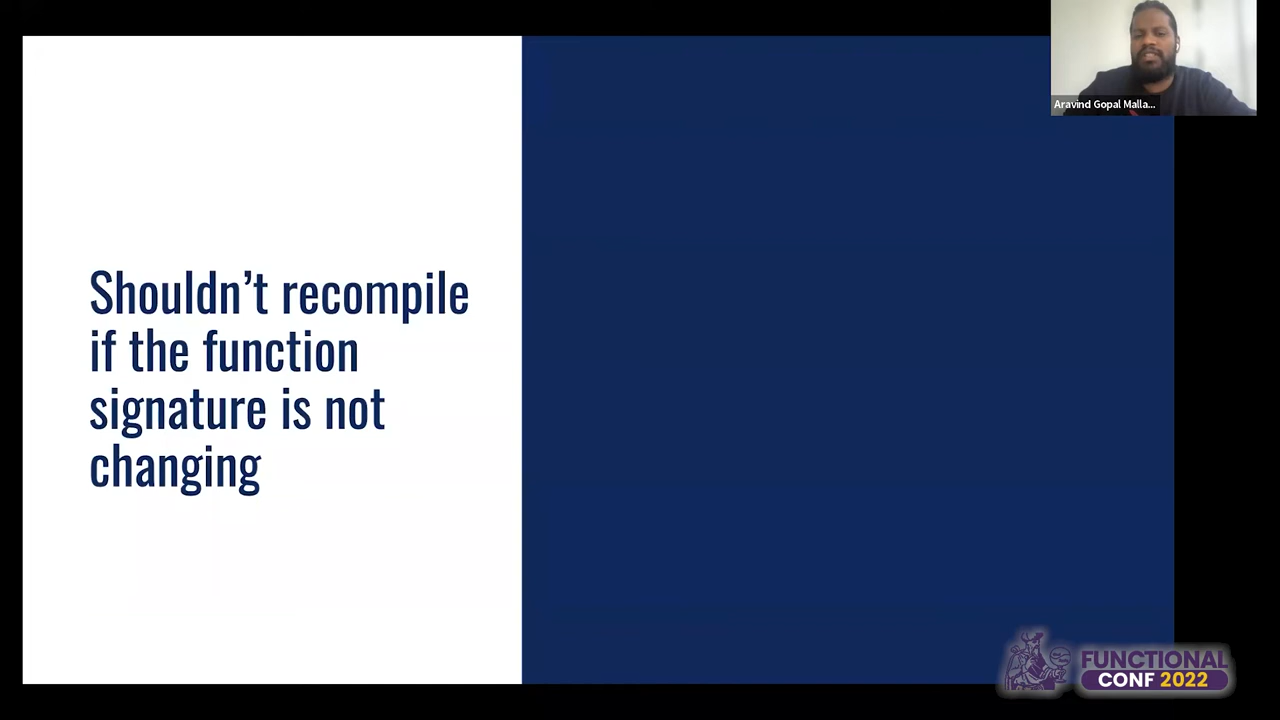 Aravind Gopal Malla...
Shouldn't recompile
if the function
signature is not
changing
FUNCTIONAL
CONF 2022